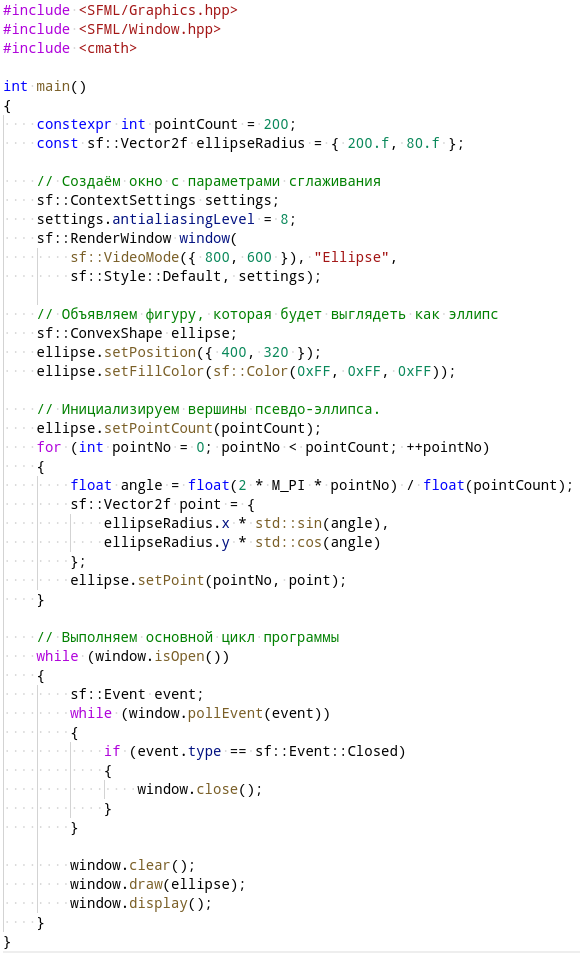 #include <SFML/Graphics.hpp>
#include <SFML/Window.hpp>
#include <cmath>

int main()
{
    constexpr int pointCount = 200;
    const sf::Vector2f ellipseRadius = { 200.f, 80.f };

    // Создаём окно с параметрами сглаживания
    sf::ContextSettings settings;
    settings.antialiasingLevel = 8;
    sf::RenderWindow window(
        sf::VideoMode({ 800, 600 }), "Ellipse",
        sf::Style::Default, settings);

    // Объявляем фигуру, которая будет выглядеть как эллипс
    sf::ConvexShape ellipse;
    ellipse.setPosition({ 400, 320 });
    ellipse.setFillColor(sf::Color(0xFF, 0xFF, 0xFF));

    // Инициализируем вершины псевдо-эллипса.
    ellipse.setPointCount(pointCount);
    for (int pointNo = 0; pointNo < pointCount; ++pointNo)
    {
        float angle = float(2 * M_PI * pointNo) / float(pointCount);
        sf::Vector2f point = {
            ellipseRadius.x * std::sin(angle),
            ellipseRadius.y * std::cos(angle)
        };
        ellipse.setPoint(pointNo, point);
    }

    // Выполняем основной цикл программы
    while (window.isOpen())
    {
        sf::Event event;
        while (window.pollEvent(event))
        {
            if (event.type == sf::Event::Closed)
            {
                window.close();
            }
        }

        window.clear();
        window.draw(ellipse);
        window.display();
    }
}